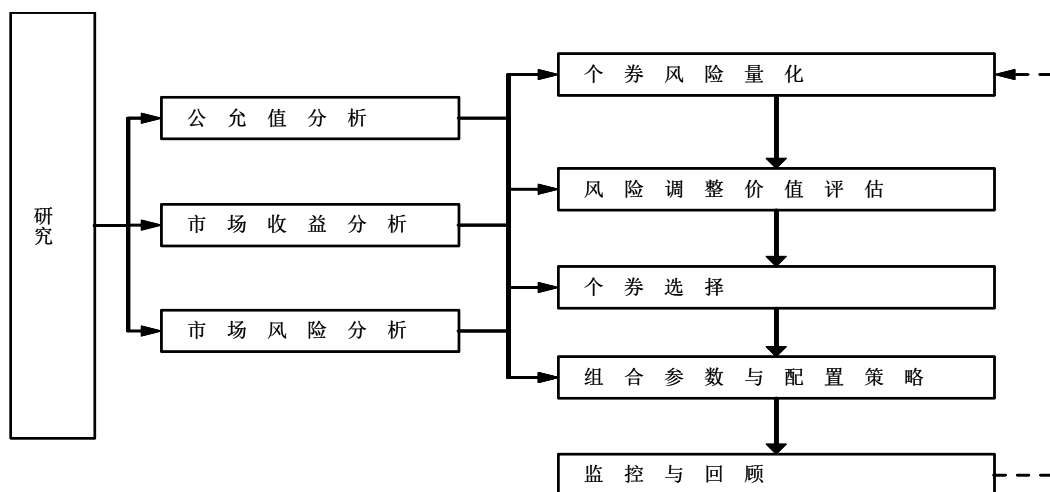 研究
公允值分析
市场收益分析
市场风险分析
个券风险量化
风险调整价值评估
个券选择
组合参数与配置策略
监控与回顾